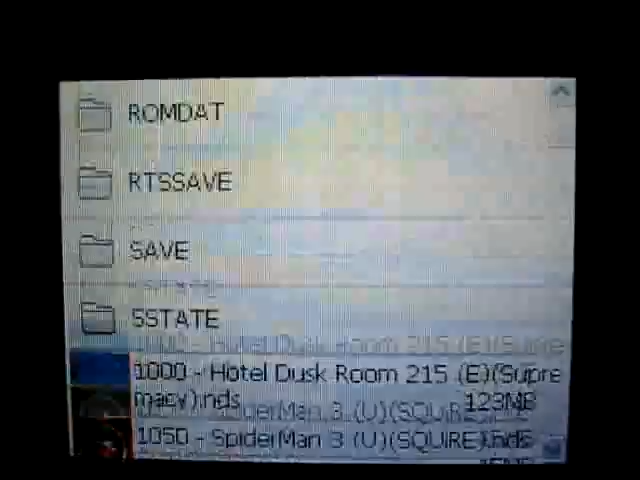 ROMDAT
RTSSAVE
SAVE
SSTATE
1000 - Hotel Dusk Room 215 (E)(Supre
macy).nds 123MB
1050 - SpiderMan 3 (U)(SQUiRE).nds